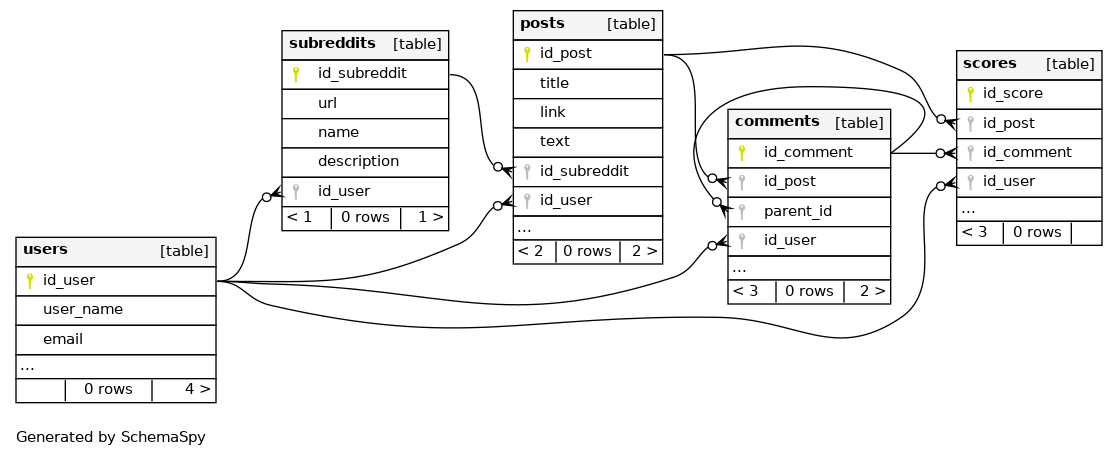 users [table]
id_user
user_name
email
...
0 rows 4 >
subreddits [table]
id_subreddit
url
name
description
id_user
< 1 0 rows 1 >
posts [table]
id_post
title
link
text
id_subreddit
id_user
...
< 2 0 rows 2 >
comments [table]
id_comment
id_post
parent_id
id_user
...
< 3 0 rows 2 >
scores [table]
id_score
id_post
id_comment
id_user
...
< 3 0 rows
Generated by SchemaSpy